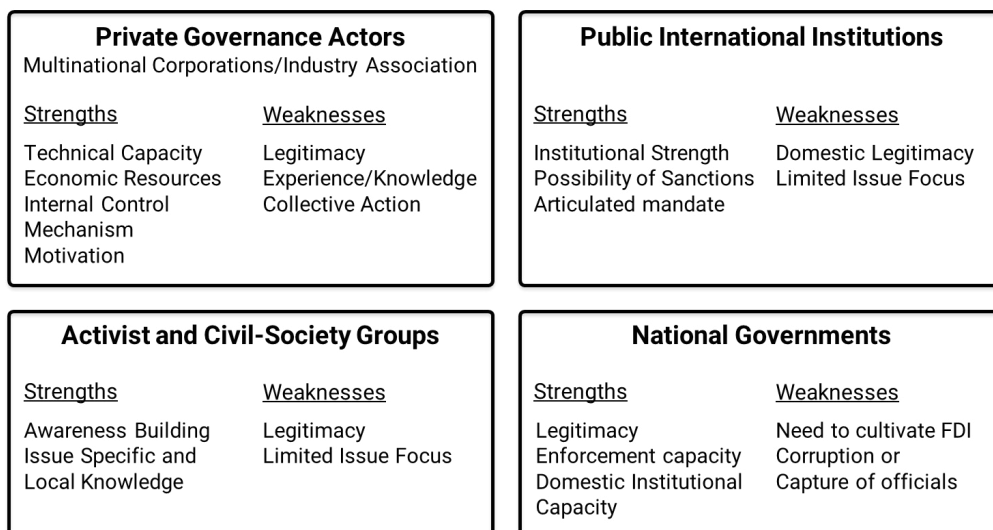 Private Governance Actors
Multinational Corporations/Industry Association
Strengths
Technical Capacity
Economic Resources
Internal Control
Mechanism
Motivation
Weaknesses
Legitimacy
Experience/Knowledge
Collective Action
Public International Institutions
Strengths
Institutional Strength
Possibility of Sanctions
Articulated mandate
Weaknesses
Domestic Legitimacy
Limited Issue Focus
Activist and Civil-Society Groups
Strengths
Awareness Building
Issue Specific and
Local Knowledge
Weaknesses
Legitimacy
Limited Issue Focus
National Governments
Strengths
Legitimacy
Enforcement capacity
Domestic Institutional
Capacity
Weaknesses
Need to cultivate FDI
Corruption or
Capture of officials